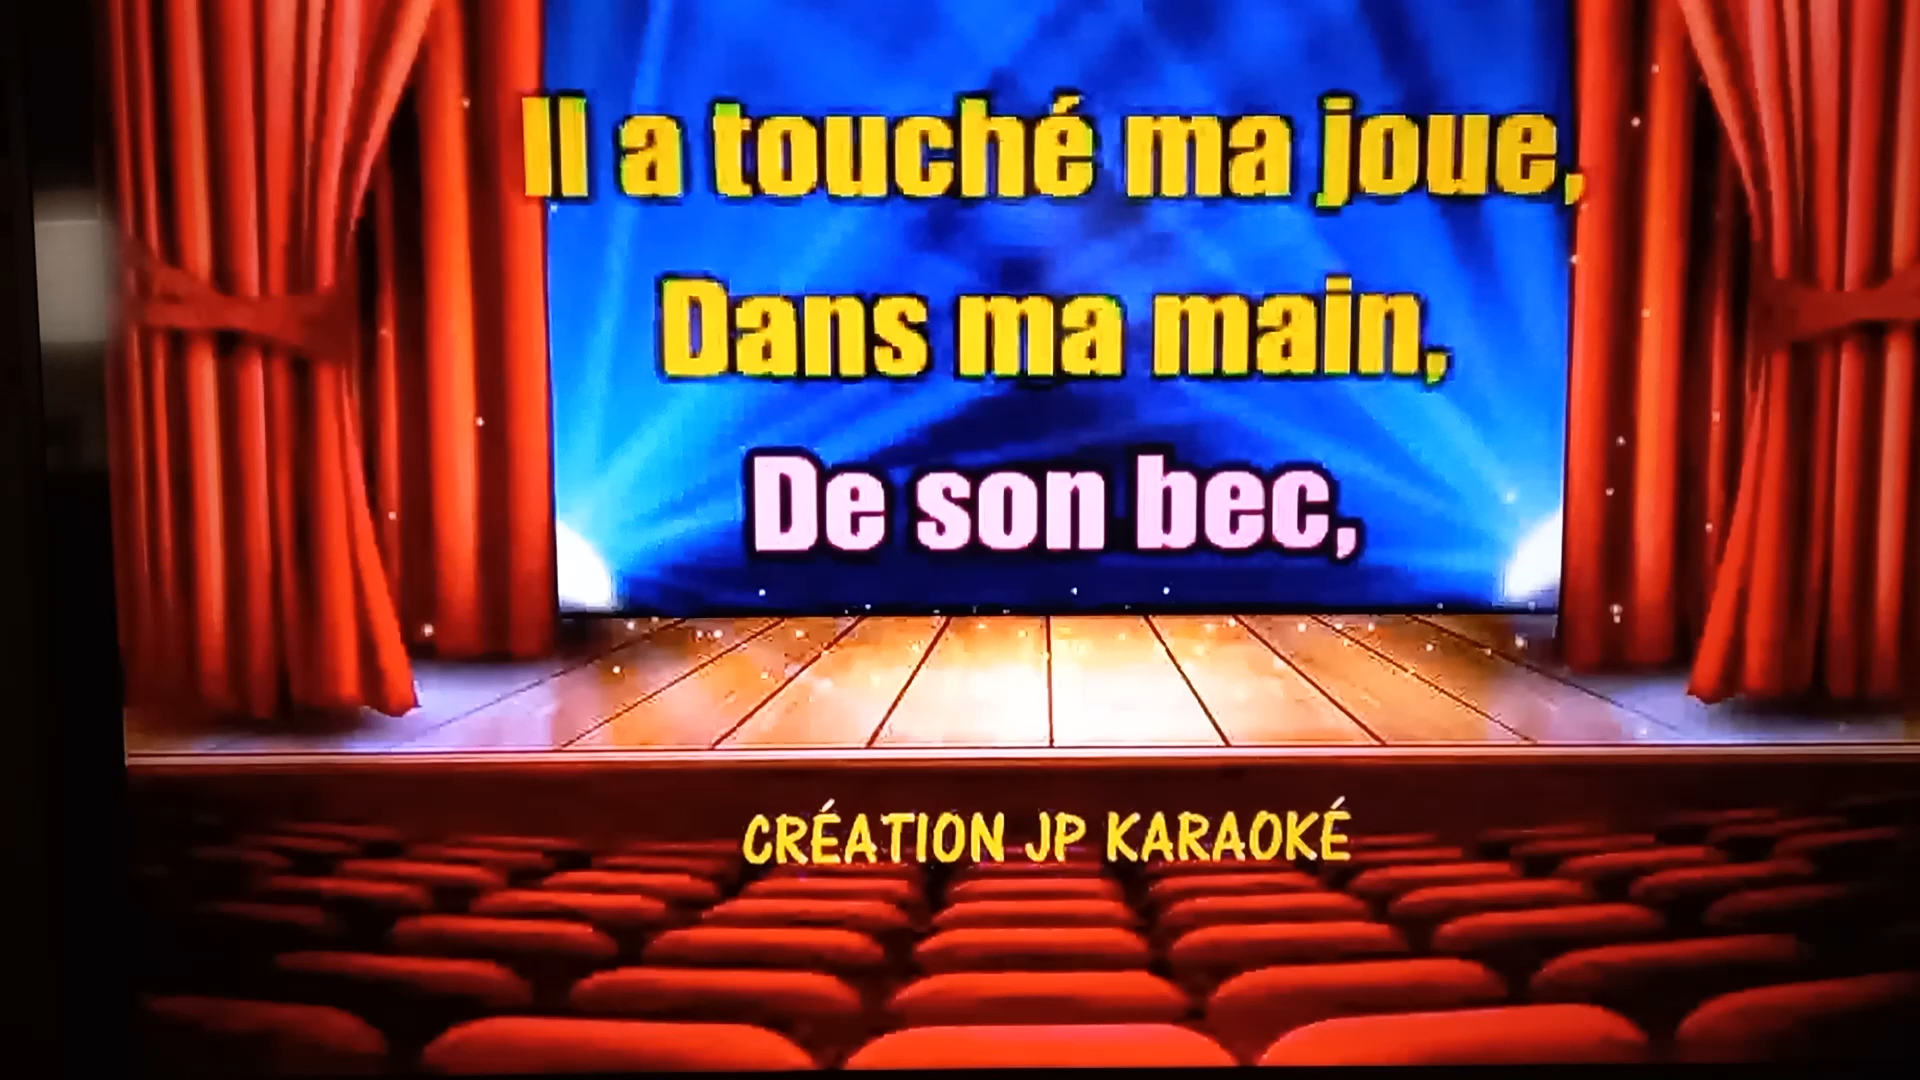 Il a touché ma joue,
Dans ma main,
De son bec,
CRÉATION JP KARAOKÉ